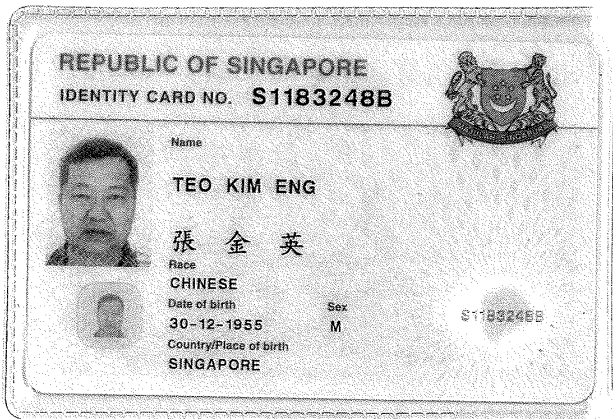 REPUBLIC OF SINGAPORE
IDENTITY CARD NO. S1183248B
Name
TEO KIM ENG
張金英
Race
CHINESE
Date of birth
Sex
30-12-1955
M
S1183248B
Country/Place of birth
SINGAPORE